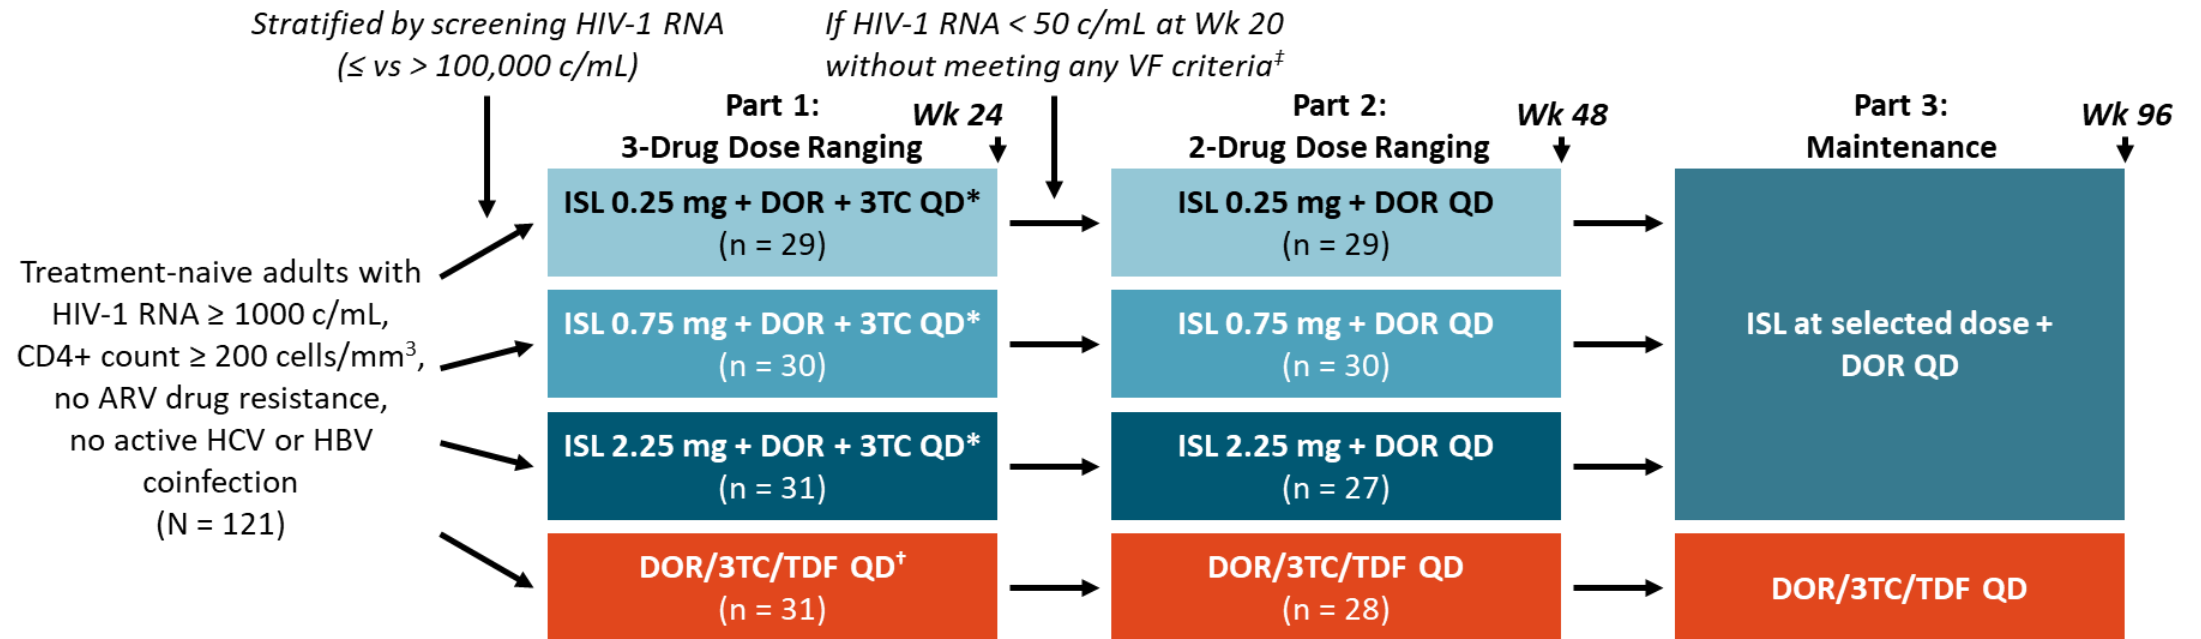 Stratified by screening HIV-1 RNA
(≤ vs > 100,000 c/mL)
If HIV-1 RNA < 50 c/mL at Wk 20
without meeting any VF criteria‡
Part 1:
3-Drug Dose Ranging
Wk 24
Part 2:
2-Drug Dose Ranging
Wk 48
Part 3:
Maintenance
Wk 96
Treatment-naive adults with
HIV-1 RNA ≥ 1000 c/mL,
CD4+ count ≥ 200 cells/mm³,
no ARV drug resistance,
no active HCV or HBV
coinfection
(N = 121)
ISL 0.25 mg + DOR + 3TC QD*
(n = 29)
ISL 0.25 mg + DOR QD
(n = 29)
ISL 0.75 mg + DOR + 3TC QD*
(n = 30)
ISL 0.75 mg + DOR QD
(n = 30)
ISL 2.25 mg + DOR + 3TC QD*
(n = 31)
ISL 2.25 mg + DOR QD
(n = 27)
ISL at selected dose +
DOR QD
DOR/3TC/TDF QD†
(n = 31)
DOR/3TC/TDF QD
(n = 28)
DOR/3TC/TDF QD